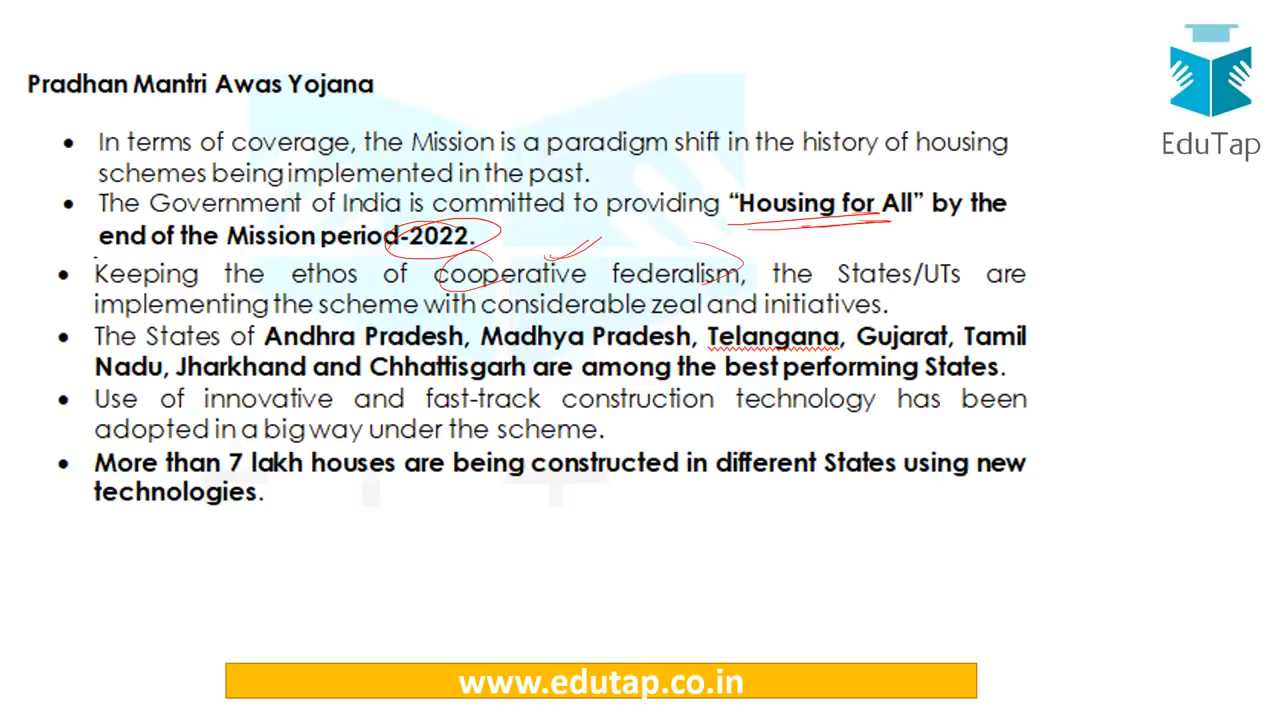 Pradhan Mantri Awas Yojana
EduTap
• In terms of coverage, the Mission is a paradigm shift in the history of housing
schemes being implemented in the past.
• The Government of India is committed to providing “Housing for All” by the
end of the Mission period-2022.
• Keeping the ethos of cooperative federalism, the States/UTs are
implementing the scheme with considerable zeal and initiatives.
• The States of Andhra Pradesh, Madhya Pradesh, Telangana, Gujarat, Tamil
Nadu, Jharkhand and Chhattisgarh are among the best performing States.
• Use of innovative and fast-track construction technology has been
adopted in a big way under the scheme.
• More than 7 lakh houses are being constructed in different States using new
technologies.
www.edutap.co.in